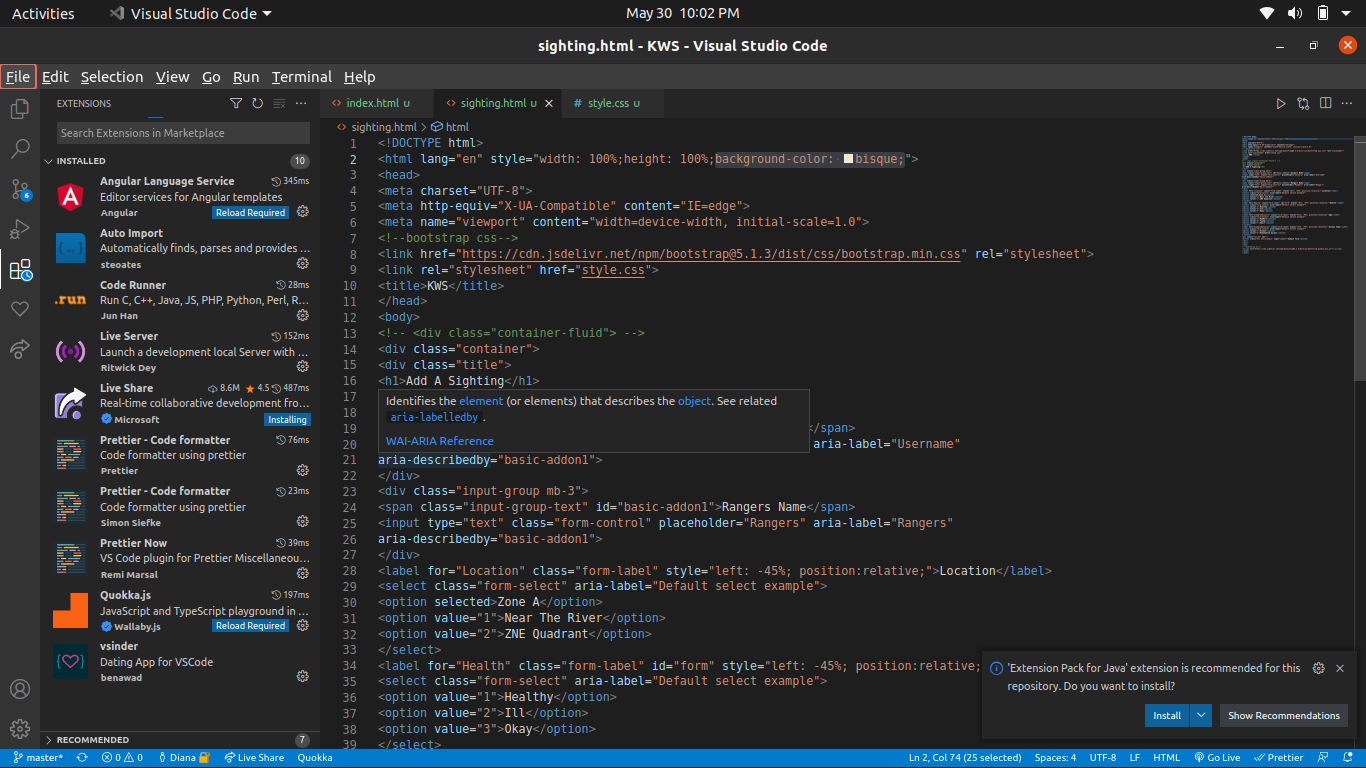 Activities Visual Studio Code May 30 10:02 PM
sighting.html - KWS - Visual Studio Code
File Edit Selection View Go Run Terminal Help
EXTENSIONS
Search Extensions in Marketplace
INSTALLED 10
Angular Language Service 345ms
Editor services for Angular templates
Angular Reload Required
Auto Import
Automatically finds, parses and provides ...
steoates
Code Runner 28ms
Run C, C++, Java, JS, PHP, Python, Perl, R...
Jun Han
Live Server 152ms
Launch a development local Server with ...
Ritwick Dey
Live Share 8.6M 4.5 487ms
Real-time collaborative development fro...
Microsoft Installing
Prettier - Code formatter 76ms
Code formatter using prettier
Prettier
Prettier - Code formatter 23ms
Code formatter using prettier
Simon Siefke
Prettier Now 39ms
VS Code plugin for Prettier Miscellaneou...
Remi Marsal
Quokka.js 197ms
JavaScript and TypeScript playground in ...
Wallaby.js Reload Required
vsinder
Dating App for VSCode
benawad
RECOMMENDED 7
.run
6
index.html U sighting.html U style.css U
sighting.html > html
1 <!DOCTYPE html>
2 <html lang="en" style="width: 100%;height: 100%;background-color: bisque;">
3 <head>
4 <meta charset="UTF-8">
5 <meta http-equiv="X-UA-Compatible" content="IE=edge">
6 <meta name="viewport" content="width=device-width, initial-scale=1.0">
7 <!--bootstrap css-->
8 <link href="https://cdn.jsdelivr.net/npm/bootstrap@5.1.3/dist/css/bootstrap.min.css" rel="stylesheet">
9 <link rel="stylesheet" href="style.css">
10 <title>KWS</title>
11 </head>
12 <body>
13 <!-- <div class="container-fluid"> -->
14 <div class="container">
15 <div class="title">
16 <h1>Add A Sighting</h1>
17
18
19 </span>
20 aria-label="Username"
Identifies the element (or elements) that describes the object. See related
aria-labelledby.
WAI-ARIA Reference
21 aria-describedby="basic-addon1">
22 </div>
23 <div class="input-group mb-3">
24 <span class="input-group-text" id="basic-addon1">Rangers Name</span>
25 <input type="text" class="form-control" placeholder="Rangers" aria-label="Rangers"
26 aria-describedby="basic-addon1">
27 </div>
28 <label for="Location" class="form-label" style="left: -45%; position:relative;">Location</label>
29 <select class="form-select" aria-label="Default select example">
30 <option selected>Zone A</option>
31 <option value="1">Near The River</option>
32 <option value="2">ZNE Quadrant</option>
33 </select>
34 <label for="Health" class="form-label" id="form" style="left: -45%; position:relative;
35 <select class="form-select" aria-label="Default select example">
36 <option value="1">Healthy</option>
37 <option value="2">Ill</option>
38 <option value="3">Okay</option>
39 </select>
'Extension Pack for Java' extension is recommended for this
repository. Do you want to install?
Install Show Recommendations
master* 0 0 Diana Live Share Quokka Ln 2, Col 74 (25 selected) Spaces: 4 UTF-8 LF HTML Go Live Prettier